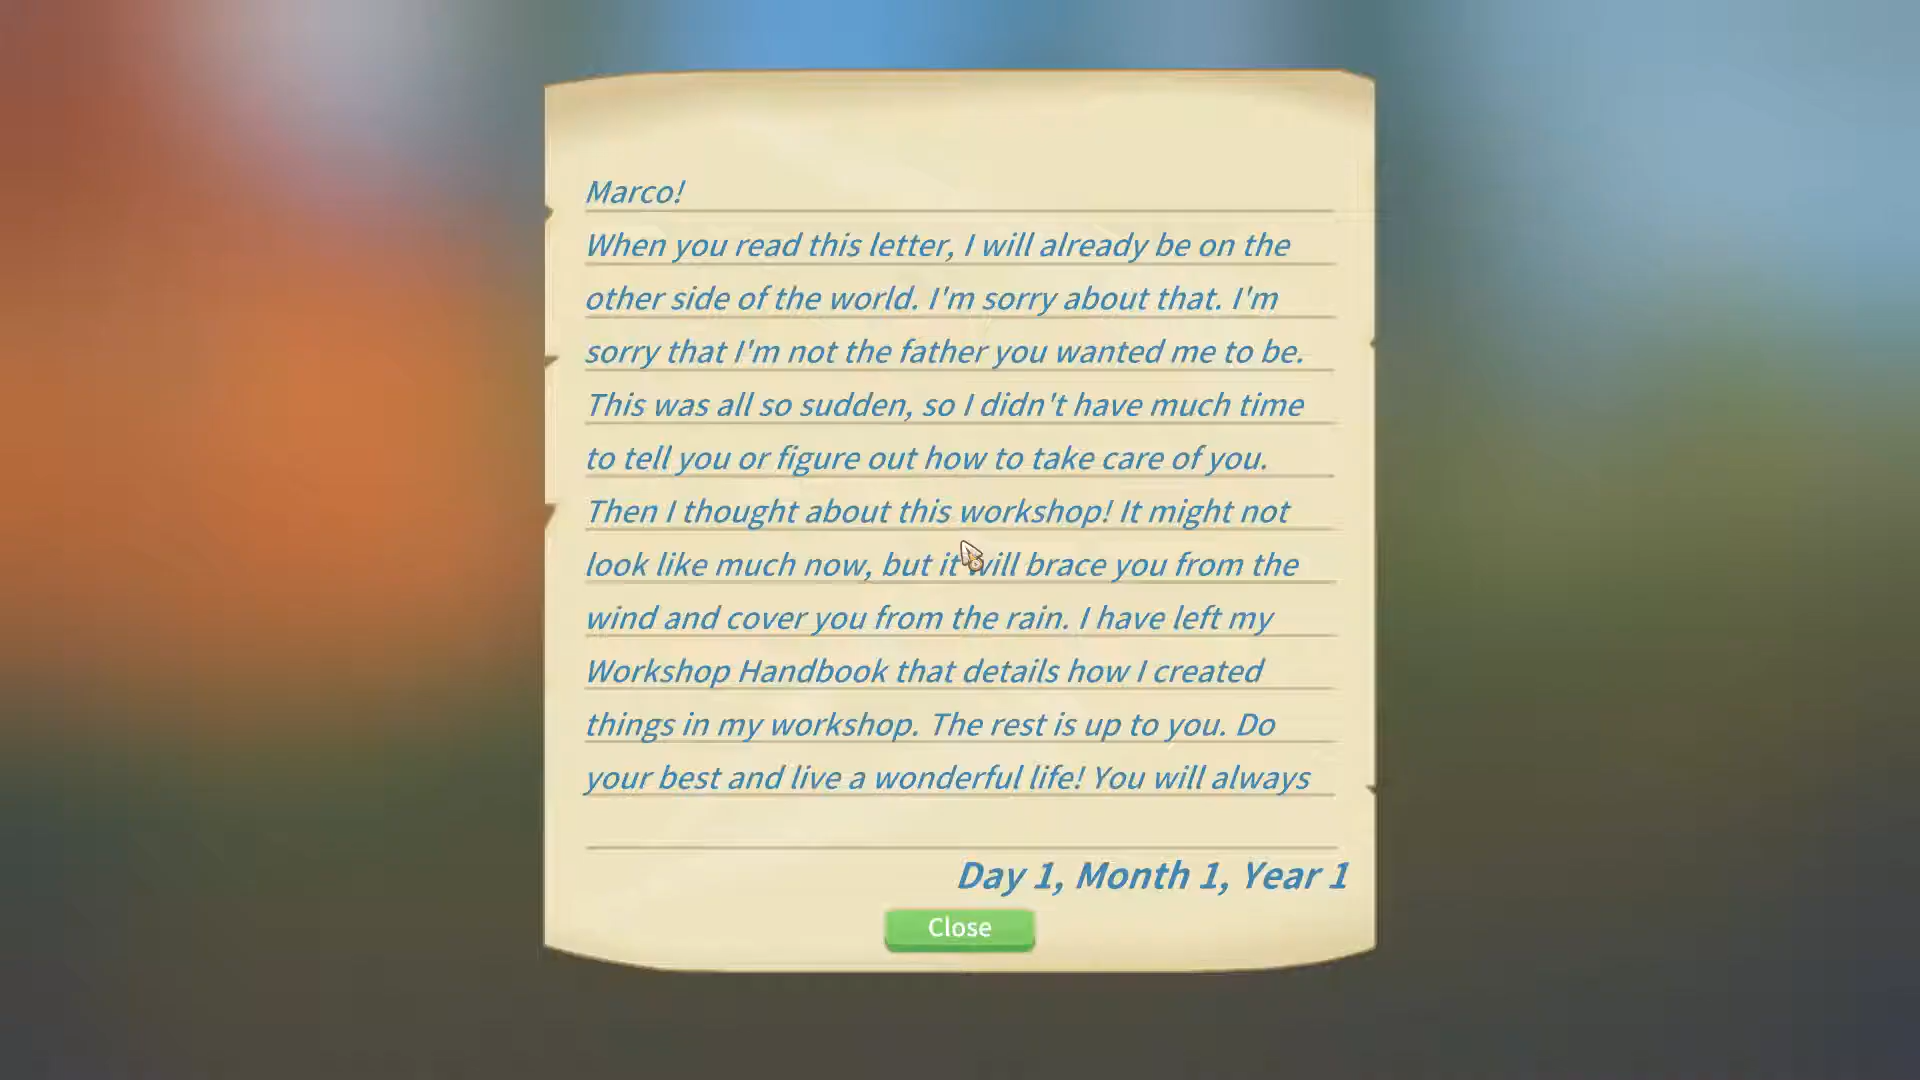 Marco!
When you read this letter, I will already be on the
other side of the world. I'm sorry about that. I'm
sorry that I'm not the father you wanted me to be.
This was all so sudden, so I didn't have much time
to tell you or figure out how to take care of you.
Then I thought about this workshop! It might not
look like much now, but it will brace you from the
wind and cover you from the rain. I have left my
Workshop Handbook that details how I created
things in my workshop. The rest is up to you. Do
your best and live a wonderful life! You will always
Day 1, Month 1, Year 1
Close